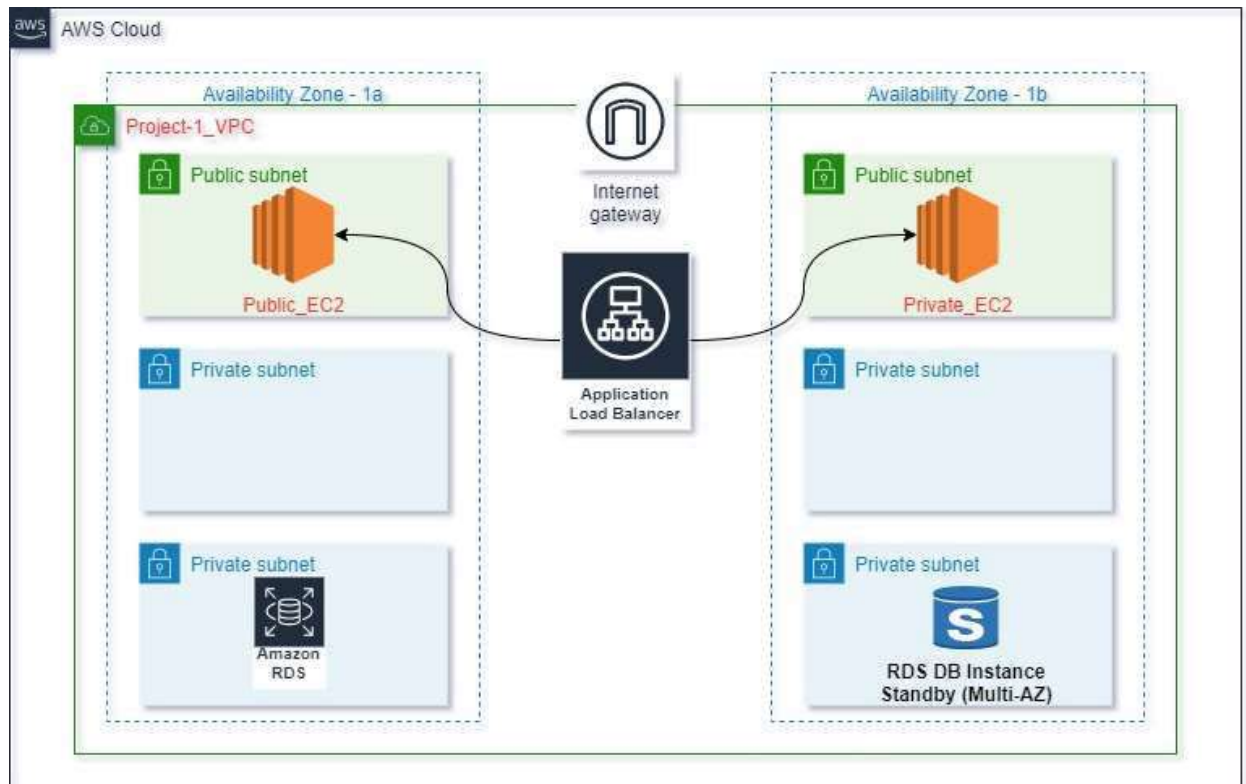 aws
AWS Cloud
Availability Zone - 1a
Availability Zone - 1b
Project-1_VPC
Internet
gateway
Public subnet
Public_EC2
Public subnet
Private_EC2
Application
Load Balancer
Private subnet
Private subnet
Private subnet
Amazon
RDS
Private subnet
S
RDS DB Instance
Standby (Multi-AZ)